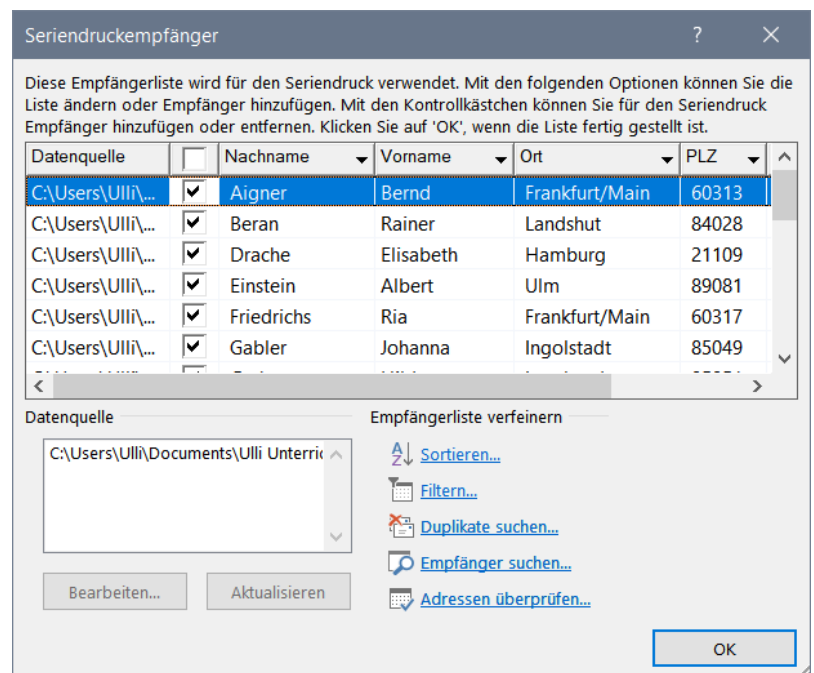 Seriendruckempfänger
Diese Empfängerliste wird für den Seriendruck verwendet. Mit den folgenden Optionen können Sie die
Liste ändern oder Empfänger hinzufügen. Mit den Kontrollkästchen können Sie für den Seriendruck
Empfänger hinzufügen oder entfernen. Klicken Sie auf 'OK', wenn die Liste fertig gestellt ist.
Datenquelle Nachname Vorname Ort PLZ
C:\Users\Ulli\... Aigner Bernd Frankfurt/Main 60313
C:\Users\Ulli\... Beran Rainer Landshut 84028
C:\Users\Ulli\... Drache Elisabeth Hamburg 21109
C:\Users\Ulli\... Einstein Albert Ulm 89081
C:\Users\Ulli\... Friedrichs Ria Frankfurt/Main 60317
C:\Users\Ulli\... Gabler Johanna Ingolstadt 85049
Datenquelle Empfängerliste verfeinern
C:\Users\Ulli\Documents\Ulli
Sortieren...
Filtern...
Duplikate suchen...
Empfänger suchen...
Bearbeiten... Aktualisieren
Adressen überprüfen...
OK